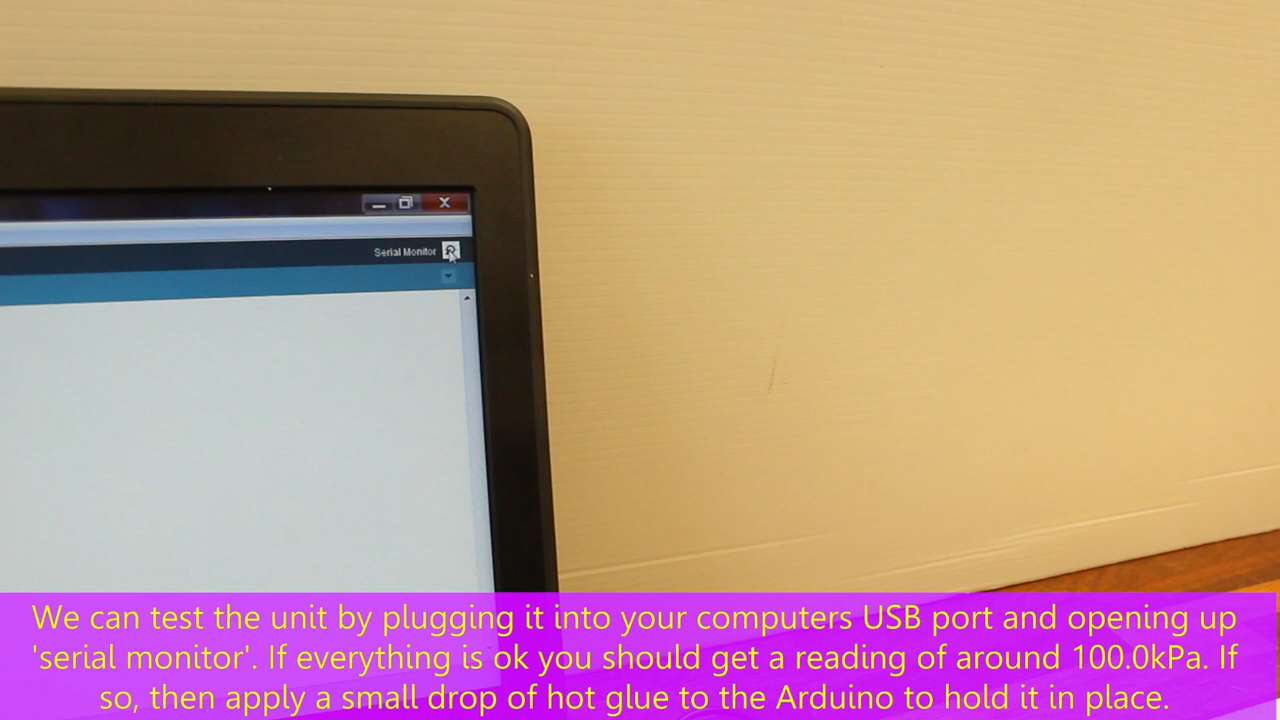 Serial Monitor
We can test the unit by plugging it into your computers USB port and opening up
'serial monitor'. If everything is ok you should get a reading of around 100.0kPa. If
so, then apply a small drop of hot glue to the Arduino to hold it in place.